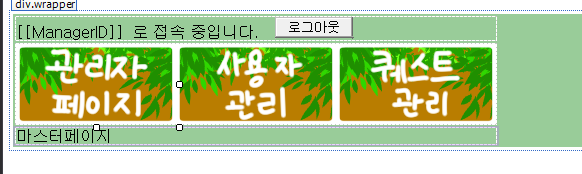 div.wrapper
[[ManagerID]] 로 접속 중입니다. 로그아웃
관리자 페이지
사용자 관리
퀘스트 관리
마스터페이지